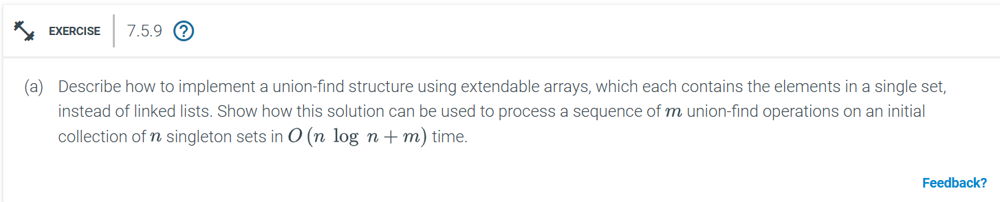 EXERCISE 7.5.9 ?
(a) Describe how to implement a union-find structure using extendable arrays, which each contains the elements in a single set,
instead of linked lists. Show how this solution can be used to process a sequence of m union-find operations on an initial
collection of n singleton sets in O (n log n + m) time.
Feedback?